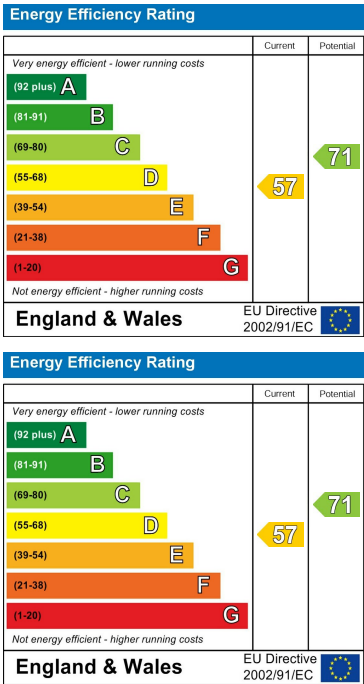 Energy Efficiency Rating
Current Potential
Very energy efficient - lower running costs
(92 plus) A
(81-91) B
(69-80) C
71
(55-68) D
57
(39-54) E
(21-38) F
(1-20) G
Not energy efficient - higher running costs
England & Wales
EU Directive
2002/91/EC
Energy Efficiency Rating
Current Potential
Very energy efficient - lower running costs
(92 plus) A
(81-91) B
(69-80) C
71
(55-68) D
57
(39-54) E
(21-38) F
(1-20) G
Not energy efficient - higher running costs
England & Wales
EU Directive
2002/91/EC